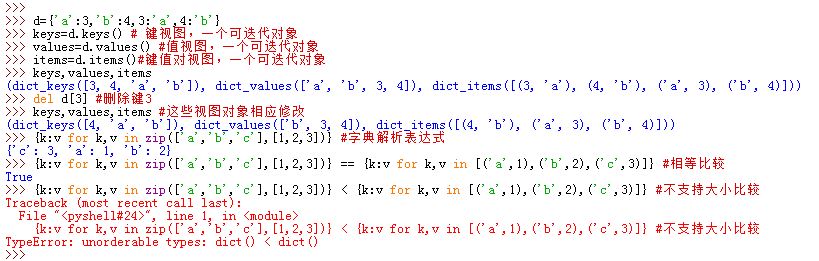 >>>
>>> d={'a':3,'b':4,3:'a',4:'b'}
>>> keys=d.keys() # 键视图，一个可迭代对象
>>> values=d.values() #值视图，一个可迭代对象
>>> items=d.items()#键值对视图，一个可迭代对象
>>> keys,values,items
(dict_keys([3, 4, 'a', 'b']), dict_values(['a', 'b', 3, 4]), dict_items([(3, 'a'), (4, 'b'), ('a', 3), ('b', 4)]))
>>> del d[3] #删除键3
>>> keys,values,items #这些视图对象相应修改
(dict_keys([4, 'a', 'b']), dict_values(['b', 3, 4]), dict_items([(4, 'b'), ('a', 3), ('b', 4)]))
>>> {k:v for k,v in zip(['a','b','c'],[1,2,3])} #字典解析表达式
{'c': 3, 'a': 1, 'b': 2}
>>> {k:v for k,v in zip(['a','b','c'],[1,2,3])} == {k:v for k,v in [('a',1),('b',2),('c',3)]} #相等比较
True
>>> {k:v for k,v in zip(['a','b','c'],[1,2,3])} < {k:v for k,v in [('a',1),('b',2),('c',3)]} #不支持大小比较
Traceback (most recent call last):
  File "<pyshell#24>", line 1, in <module>
    {k:v for k,v in zip(['a','b','c'],[1,2,3])} < {k:v for k,v in [('a',1),('b',2),('c',3)]} #不支持大小比较
TypeError: unorderable types: dict() < dict()
>>>